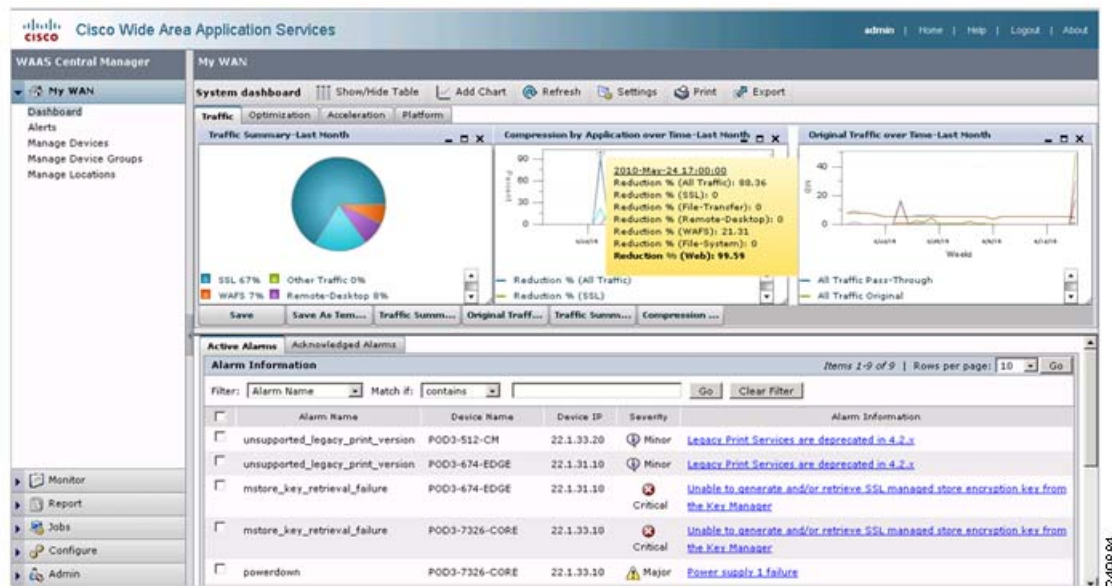 CISCO
Cisco Wide Area Application Services
admin | Home | Help | Logout | About
WAAS Central Manager
My WAN
My WAN
Dashboard
Alerts
Manage Devices
Manage Device Groups
Manage Locations
Monitor
Report
Jobs
Configure
Admin
System dashboard Show/Hide Table Add Chart Refresh Settings Print Export
Traffic Optimization Acceleration Platform
Traffic Summary-Last Month
SSL 67% Other Traffic 0%
WAFS 7% Remote-Desktop 8%
Compression by Application over Time-Last Month
90
60
30
0
2010-May-24 17:00:00
Reduction % (All Traffic): 88.36
Reduction % (SSL): 0
Reduction % (File-Transfer): 0
Reduction % (Remote-Desktop): 0
Reduction % (WAFS): 21.31
Reduction % (File-System): 0
Reduction % (Web): 99.59
Reduction % (All Traffic)
Reduction % (SSL)
Original Traffic over Time-Last Month
40
20
0
Weeks
All Traffic Pass-Through
All Traffic Original
Save Save As Tem... Traffic Summ... Original Traff... Traffic Summ... Compression ...
Active Alarms Acknowledged Alarms
Alarm Information Items 1-9 of 9 | Rows per page: 10 Go
Filter: Alarm Name Match if: contains Go Clear Filter
Alarm Name Device Name Device IP Severity Alarm Information
unsupported_legacy_print_version POD3-512-CM 22.1.33.20 Minor Legacy Print Services are deprecated in 4.2.x
unsupported_legacy_print_version POD3-674-EDGE 22.1.31.10 Minor Legacy Print Services are deprecated in 4.2.x
mstore_key_retrieval_failure POD3-674-EDGE 22.1.31.10 Critical Unable to generate and/or retrieve SSL managed store encryption key from
the Key Manager
mstore_key_retrieval_failure POD3-7326-CORE 22.1.33.10 Critical Unable to generate and/or retrieve SSL managed store encryption key from
the Key Manager
powerdown POD3-7326-CORE 22.1.33.10 Major Power supply 1 failure